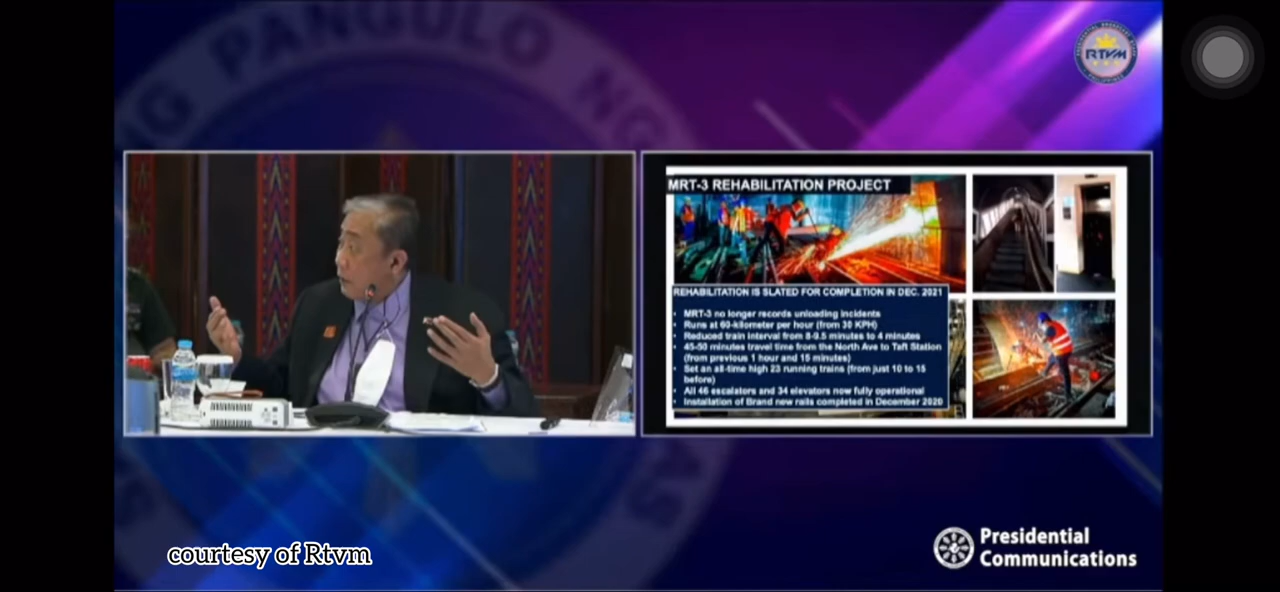 NG PANGULO NG
RTVM
MRT-3 REHABILITATION PROJECT
REHABILITATION IS SLATED FOR COMPLETION IN DEC. 2021
• MRT-3 no longer records unloading incidents
• Runs at 60-kilometer per hour (from 30 KPH)
• Reduced train interval from 8-9.5 minutes to 4 minutes
• 45-50 minutes travel time from the North Ave to Taft Station
(from previous 1 hour and 15 minutes)
• Set an all-time high 23 running trains (from just 10 to 15
before)
• All 46 escalators and 34 elevators now fully operational
• Installation of Brand new rails completed in December 2020
courtesy of Rtvm
Presidential
Communications